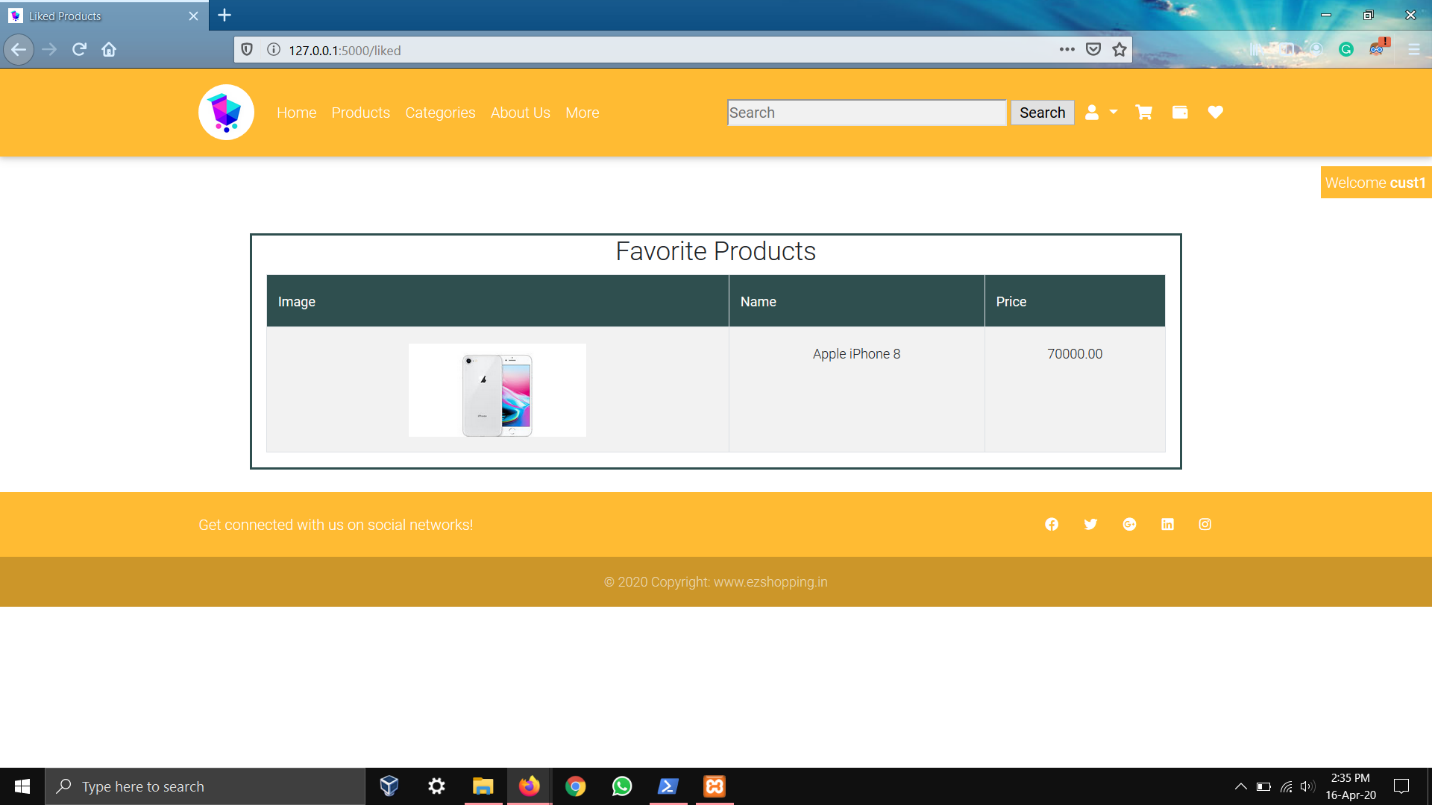 Liked Products
127.0.0.1:5000/liked
1
Home Products Categories About Us More Search Search
Welcome cust1
Favorite Products
Image Name Price
Apple iPhone 8 70000.00
Get connected with us on social networks!
© 2020 Copyright: www.ezshopping.in
Type here to search
2:35 PM
16-Apr-20